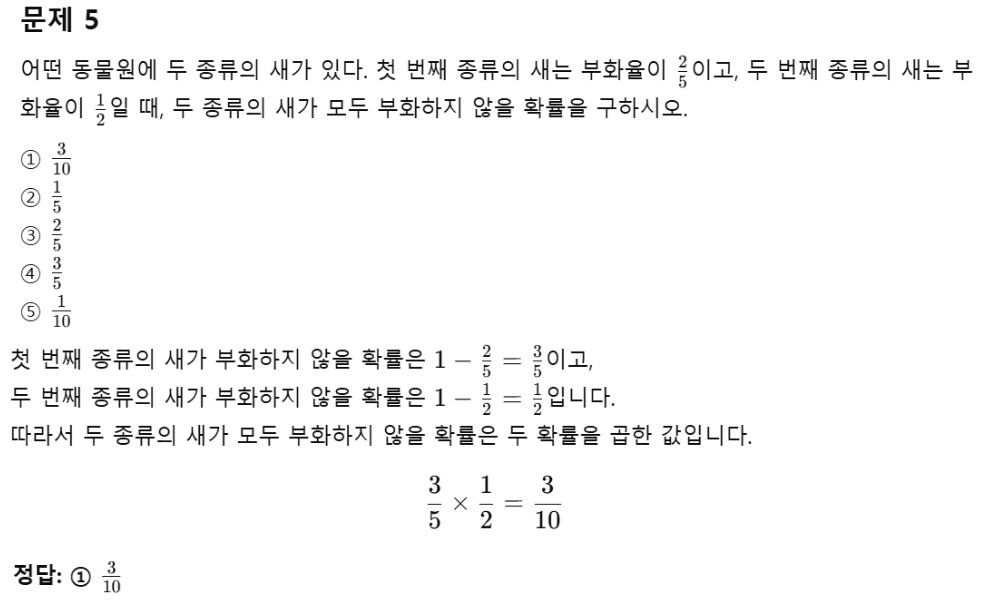 문제 5
어떤 동물원에 두 종류의 새가 있다. 첫 번째 종류의 새는 부화율이 2/5이고, 두 번째 종류의 새는 부
화율이 1/2일 때, 두 종류의 새가 모두 부화하지 않을 확률을 구하시오.
① 3/10
② 1/5
③ 2/5
④ 3/5
⑤ 1/10
첫 번째 종류의 새가 부화하지 않을 확률은 1 − 2/5 = 3/5이고,
두 번째 종류의 새가 부화하지 않을 확률은 1 − 1/2 = 1/2입니다.
따라서 두 종류의 새가 모두 부화하지 않을 확률은 두 확률을 곱한 값입니다.
3/5 × 1/2 = 3/10
정답: ① 3/10